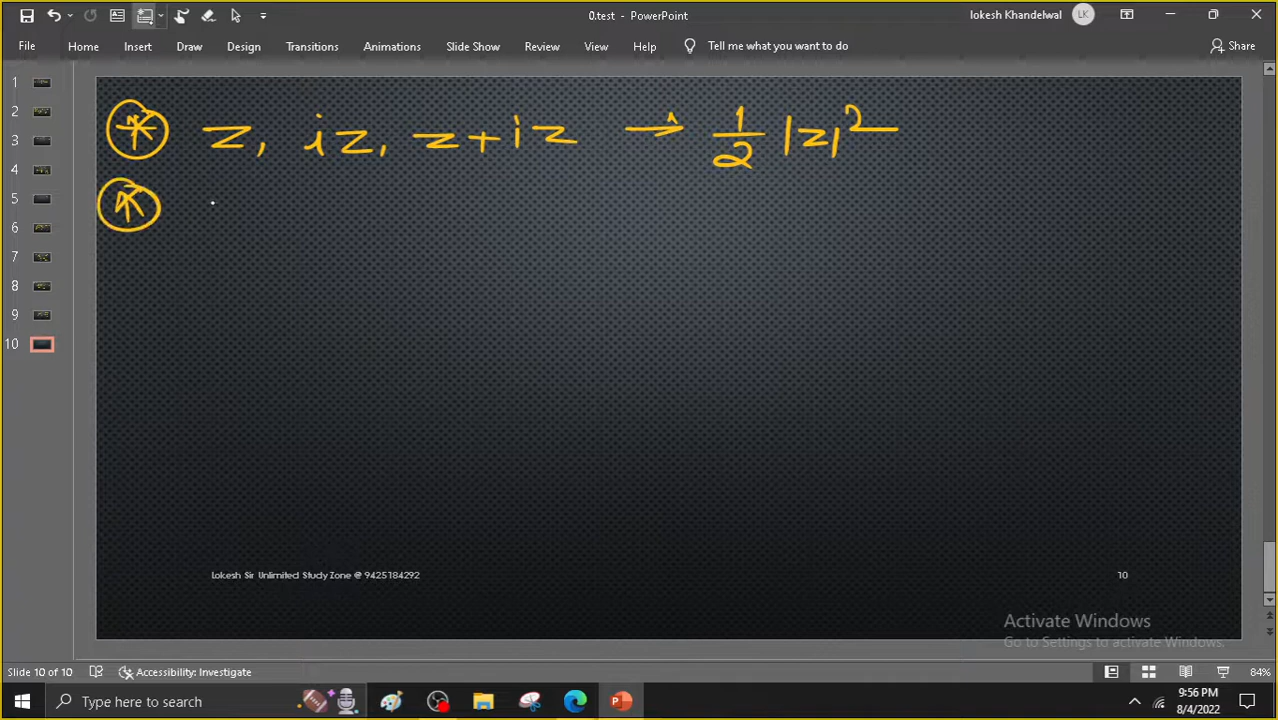 0.test - PowerPoint
lokesh Khandelwal LK
File Home Insert Draw Design Transitions Animations Slide Show Review View Help Tell me what you want to do Share
1
2
3
4
5
6
7
8
9
10
* z, iz, z+iz → 1/2 |z|²
*
Lokesh Sir Unlimited Study Zone @ 9425184292 10
Activate Windows
Go to Settings to activate Windows.
Slide 10 of 10 Accessibility: Investigate 84%
Type here to search
9:56 PM
8/4/2022